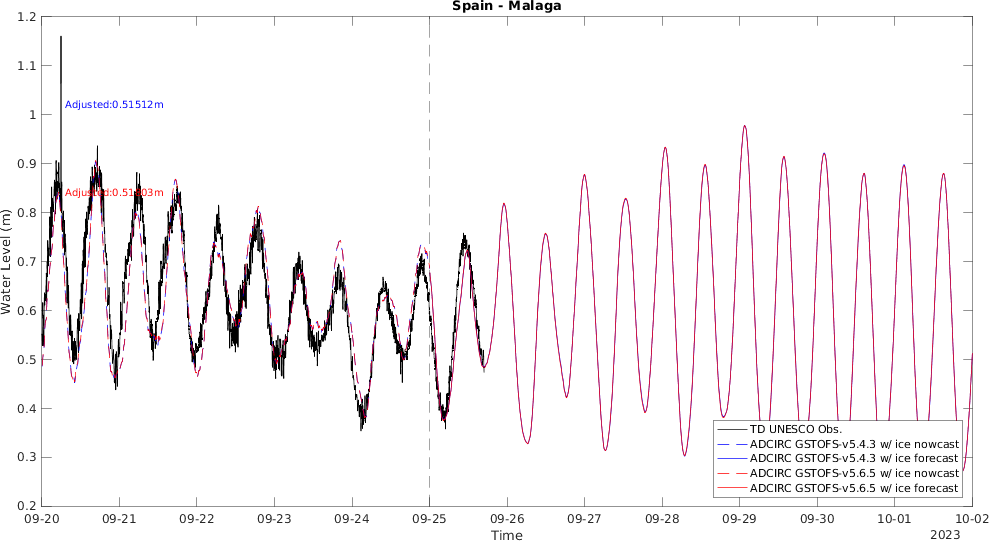 Spain - Malaga
Water Level (m)
1.2
1.1
1
0.9
0.8
0.7
0.6
0.5
0.4
0.3
0.2
Adjusted:0.51512m
TD UNESCO Obs.
ADCIRC GSTOFS-v5.4.3 w/ ice nowcast
ADCIRC GSTOFS-v5.4.3 w/ ice forecast
ADCIRC GSTOFS-v5.6.5 w/ ice nowcast
ADCIRC GSTOFS-v5.6.5 w/ ice forecast
09-20
09-21
09-22
09-23
09-24
09-25
09-26
09-27
09-28
09-29
09-30
10-01
10-02
2023
Time